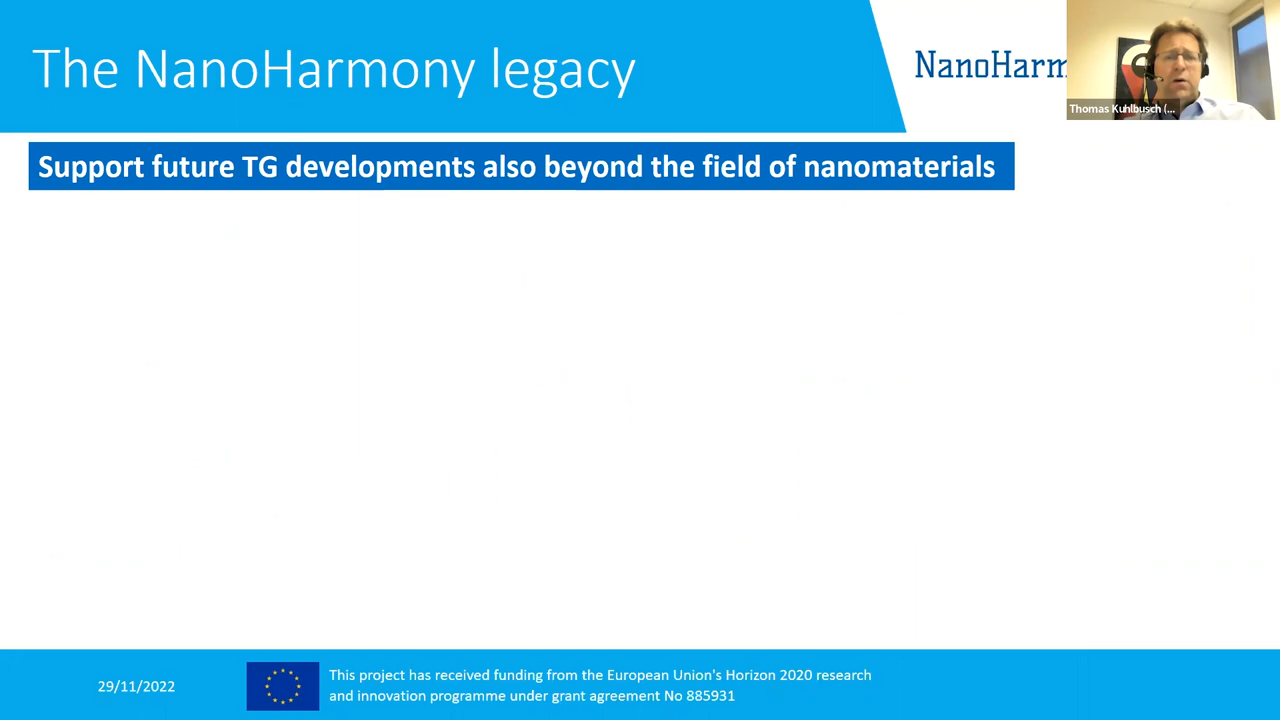 The NanoHarmony legacy
NanoHarm
Thomas Kuhlbusch (...
Support future TG developments also beyond the field of nanomaterials
29/11/2022
This project has received funding from the European Union's Horizon 2020 research
and innovation programme under grant agreement No 885931